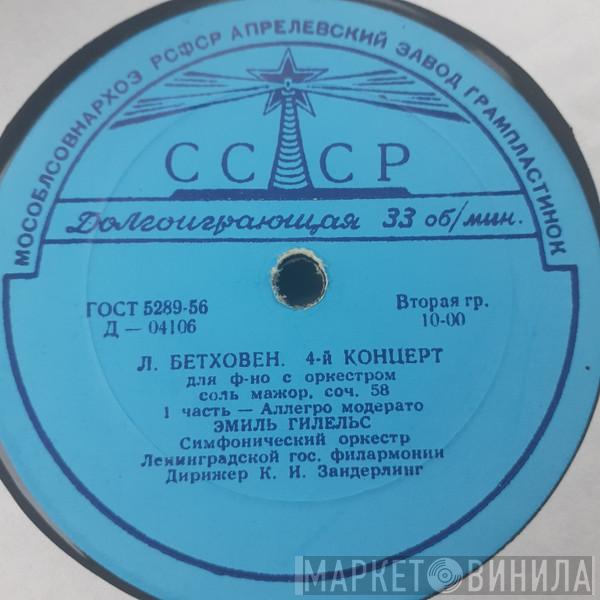 МОСОБЛСОВНАРХОЗ РСФСР АПРЕЛЕВСКИЙ ЗАВОД ГРАМПЛАСТИНОК
СССР
Долгоиграющая 33 об/мин.
ГОСТ 5289-56 Вторая гр.
Д — 04106 10-00
Л. БЕТХОВЕН. 4-й КОНЦЕРТ
для ф-но с оркестром
соль мажор, соч. 58
1 часть — Аллегро модерато
ЭМИЛЬ ГИЛЕЛЬС
Симфонический оркестр
Ленинградской гос. филармонии
Дирижер К. И. Зандерлинг
МАРКЕТ ВИНИЛА